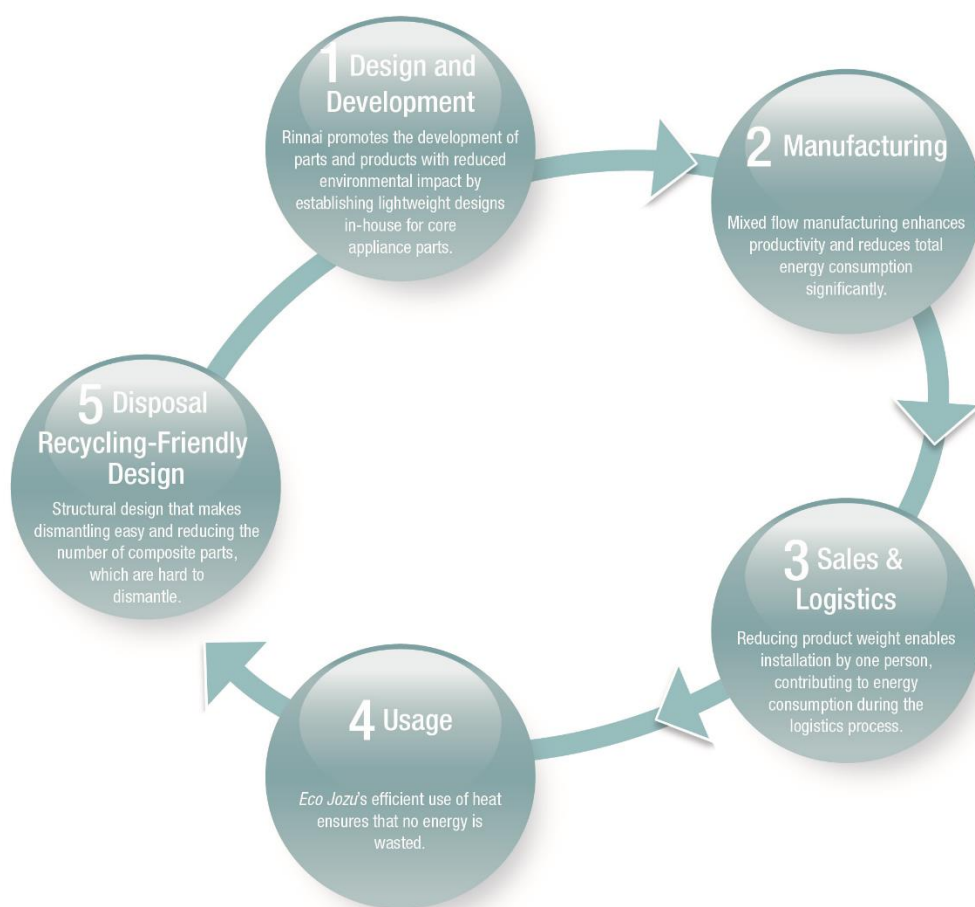 1 Design and
Development
Rinnai promotes the development of
parts and products with reduced
environmental impact by
establishing lightweight designs
in-house for core
appliance parts.
2 Manufacturing
Mixed flow manufacturing enhances
productivity and reduces total
energy consumption
significantly.
3 Sales &
Logistics
Reducing product weight enables
installation by one person,
contributing to energy
consumption during the
logistics process.
4 Usage
Eco Jozu's efficient use of heat
ensures that no energy is
wasted.
5 Disposal
Recycling-Friendly
Design
Structural design that makes
dismantling easy and reducing the
number of composite parts,
which are hard to
dismantle.